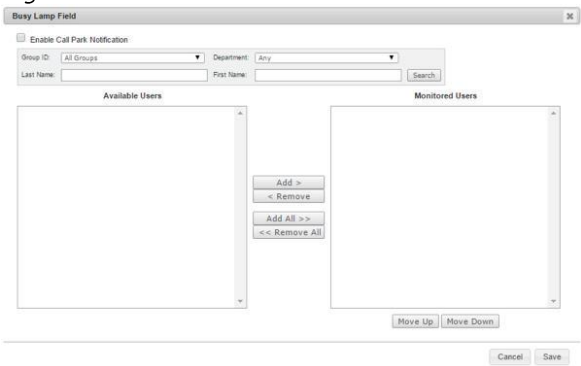 Busy Lamp Field
Enable Call Park Notification
Group ID: All Groups Department: Any
Last Name: First Name: Search
Available Users Monitored Users
Add >
< Remove
Add All >>
<< Remove All
Move Up Move Down
Cancel Save